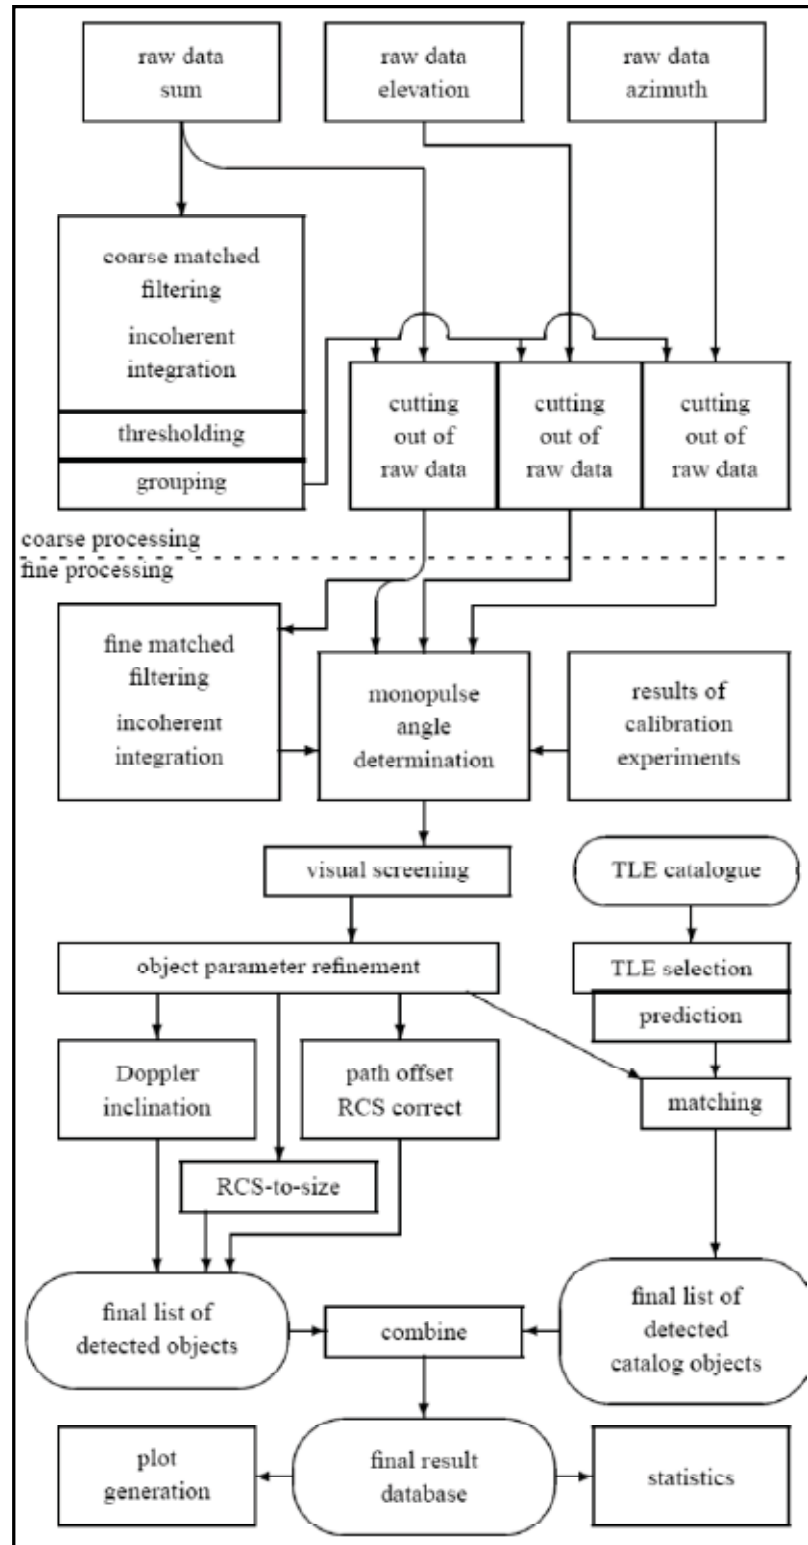 raw data
sum
raw data
elevation
raw data
azimuth
coarse matched
filtering
incoherent
integration
thresholding
grouping
cutting
out of
raw data
cutting
out of
raw data
cutting
out of
raw data
coarse processing
fine processing
fine matched
filtering
incoherent
integration
monopulse
angle
determination
results of
calibration
experiments
visual screening
TLE catalogue
object parameter refinement
TLE selection
prediction
Doppler
inclination
path offset
RCS correct
matching
RCS-to-size
final list of
detected objects
combine
final list of
detected
catalog objects
plot
generation
final result
database
statistics